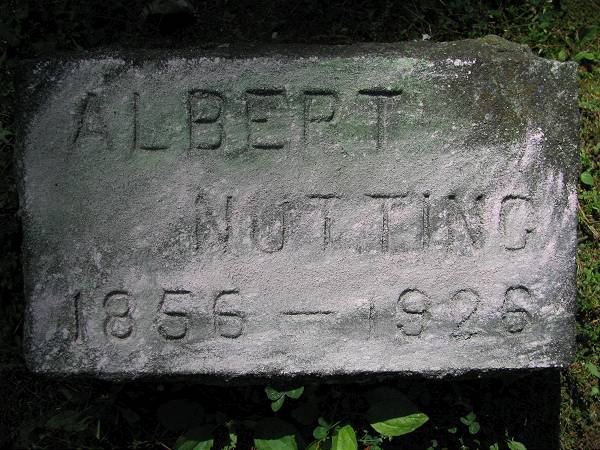 ALBERT
NUTTING
1856 — 1926